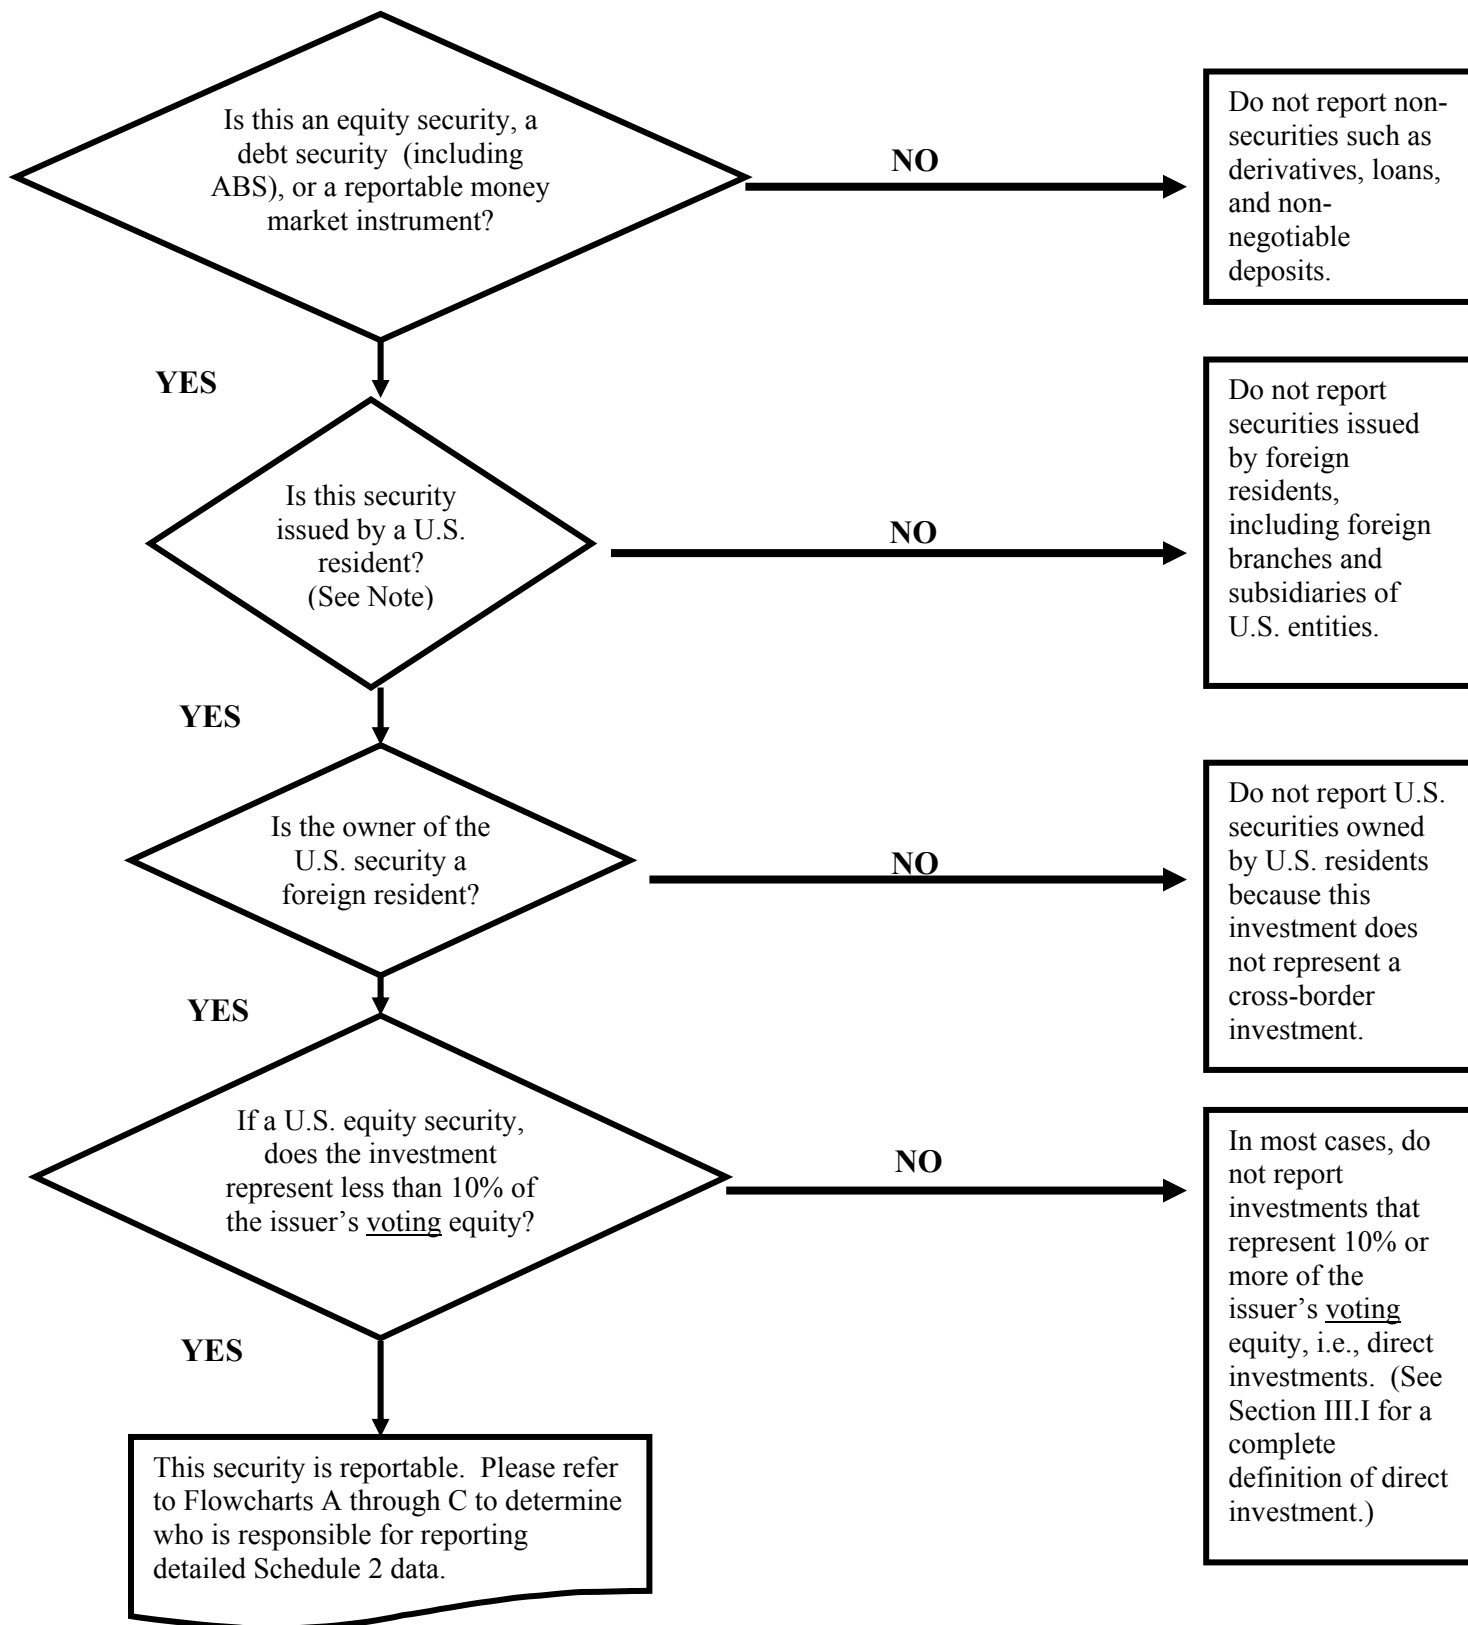 Is this an equity security, a
debt security  (including
ABS), or a reportable money
market instrument?
NO
Do not report non-
securities such as
derivatives, loans,
and non-
negotiable
deposits.
YES
Is this security
issued by a U.S.
resident?
(See Note)
NO
Do not report
securities issued
by foreign
residents,
including foreign
branches and
subsidiaries of
U.S. entities.
YES
Is the owner of the
U.S. security a
foreign resident?
NO
Do not report U.S.
securities owned
by U.S. residents
because this
investment does
not represent a
cross-border
investment.
YES
If a U.S. equity security,
does the investment
represent less than 10% of
the issuer’s voting equity?
NO
In most cases, do
not report
investments that
represent 10% or
more of the
issuer’s voting
equity, i.e., direct
investments.  (See
Section III.I for a
complete
definition of direct
investment.)
YES
This security is reportable.  Please refer
to Flowcharts A through C to determine
who is responsible for reporting
detailed Schedule 2 data.